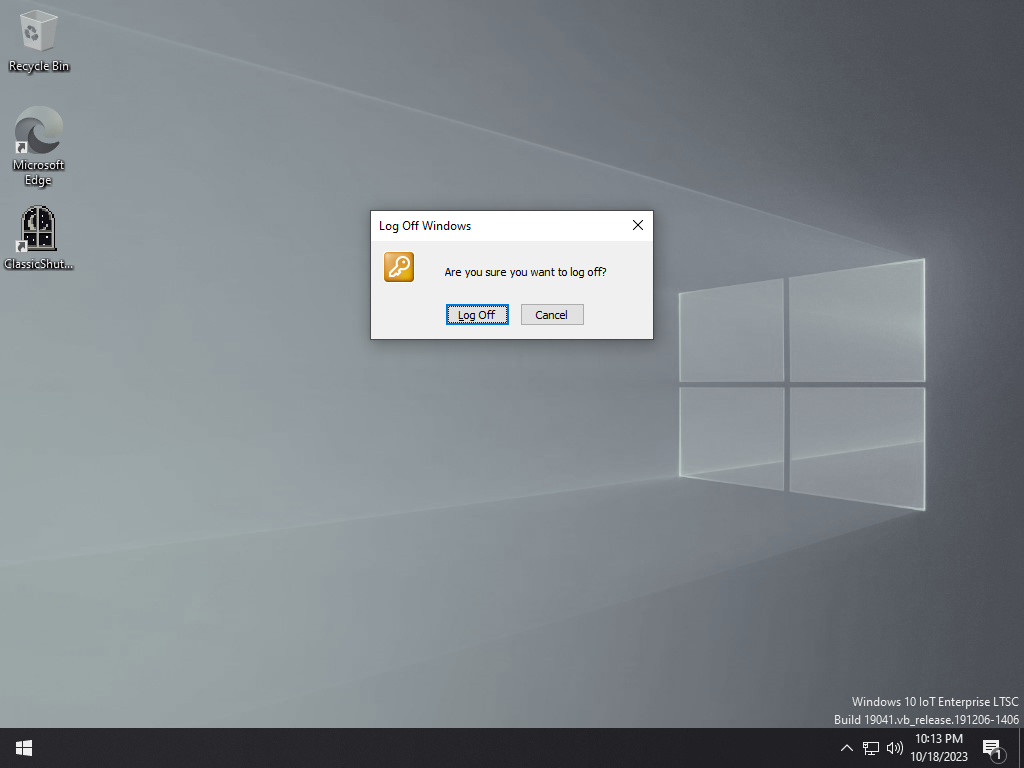 Recycle Bin
Microsoft
Edge
ClassicShut...
Log Off Windows
Are you sure you want to log off?
Log Off
Cancel
Windows 10 IoT Enterprise LTSC
Build 19041.vb_release.191206-1406
10:13 PM
10/18/2023
1